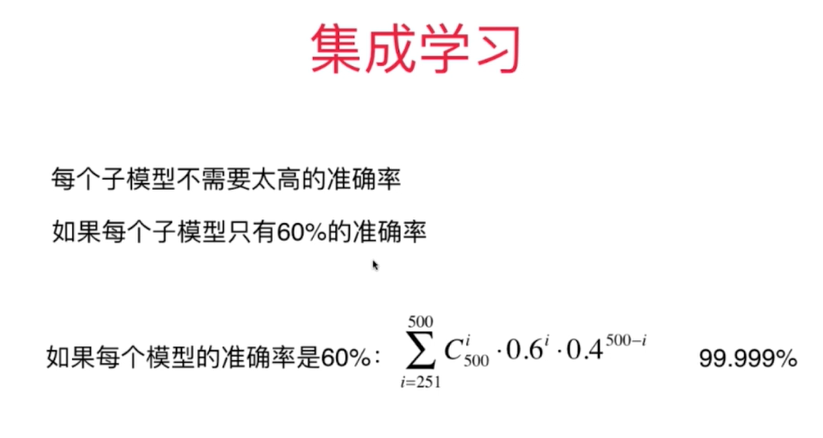 集成学习
每个子模型不需要太高的准确率
如果每个子模型只有60%的准确率
如果每个模型的准确率是60%： $\sum_{i=251}^{500} C_{500}^{i} \cdot 0.6^{i} \cdot 0.4^{500-i}$ 99.999%